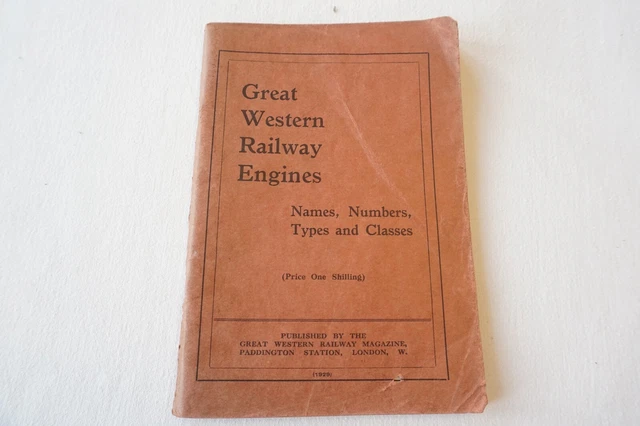 Great
Western
Railway
Engines
Names, Numbers,
Types and Classes
(Price One Shilling)
PUBLISHED BY THE
GREAT WESTERN RAILWAY MAGAZINE,
PADDINGTON STATION, LONDON, W.